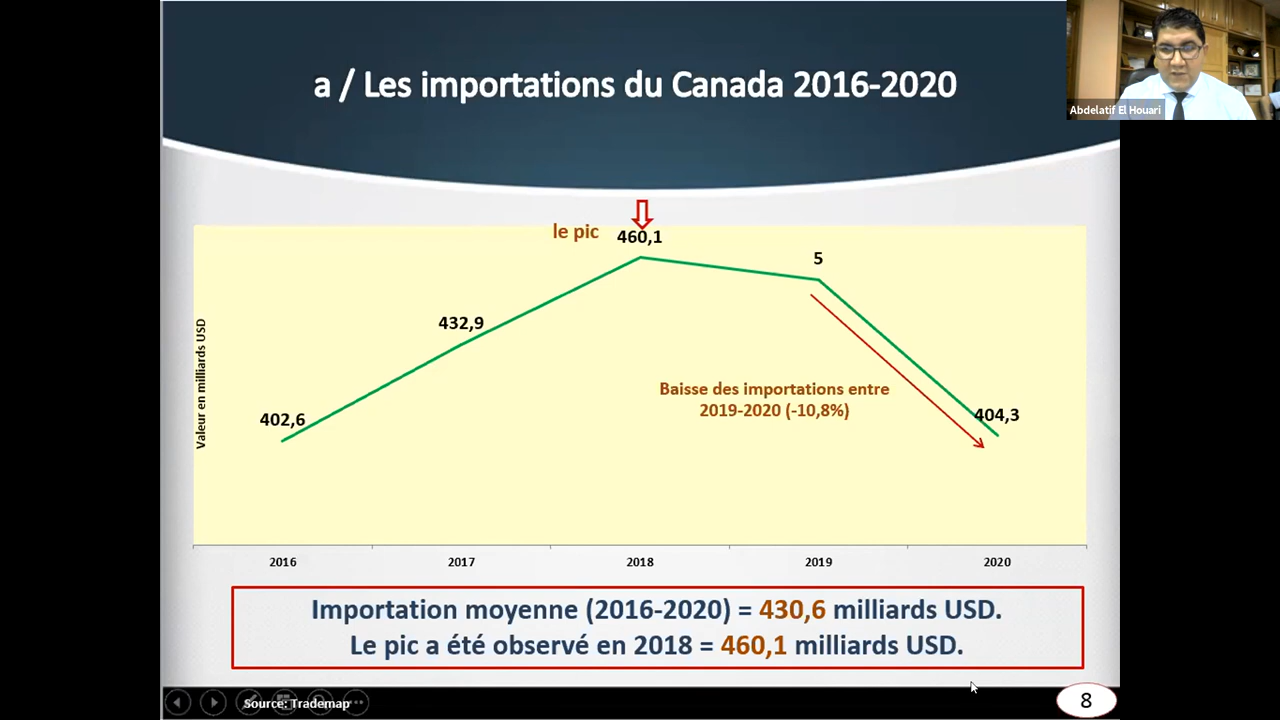 a / Les importations du Canada 2016-2020
Abdelatif El Houari
le pic
460,1
5
432,9
402,6
404,3
Valeur en milliards USD
Baisse des importations entre
2019-2020 (-10,8%)
2016
2017
2018
2019
2020
Importation moyenne (2016-2020) = 430,6 milliards USD.
Le pic a été observé en 2018 = 460,1 milliards USD.
Source: Trademap
8